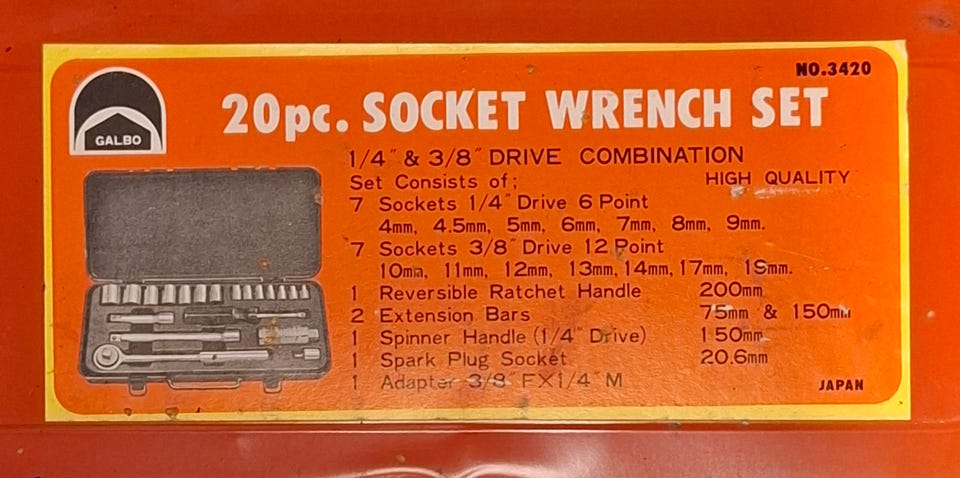 NO.3420
GALBO
20pc. SOCKET WRENCH SET
1/4" & 3/8" DRIVE COMBINATION
Set Consists of;
HIGH QUALITY
7 Sockets 1/4" Drive 6 Point
4mm, 4.5mm, 5mm, 6mm, 7mm, 8mm, 9mm.
7 Sockets 3/8" Drive 12 Point
10mm, 11mm, 12mm, 13mm, 14mm, 17mm, 19mm.
1 Reversible Ratchet Handle 200mm
2 Extension Bars 75mm & 150mm
1 Spinner Handle (1/4" Drive) 150mm
1 Spark Plug Socket 20.6mm
1 Adapter 3/8" FX1/4" M
JAPAN